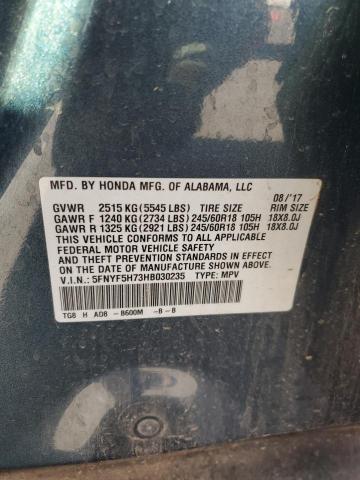 MFD. BY HONDA MFG. OF ALABAMA, LLC 08/'17
GVWR 2515 KG (5545 LBS) TIRE SIZE RIM SIZE
GAWR F 1240 KG (2734 LBS) 245/60R18 105H 18X8.0J
GAWR R 1325 KG (2921 LBS) 245/60R18 105H 18X8.0J
THIS VEHICLE CONFORMS TO ALL APPLICABLE
FEDERAL MOTOR VEHICLE SAFETY, BUMPER,
AND THEFT PREVENTION STANDARDS IN EFFECT
ON THE DATE OF MANUFACTURE SHOWN ABOVE.
V.I.N.: 5FNYF5H73HB030235 TYPE: MPV
TG8 H AD8 -B600M -B -B